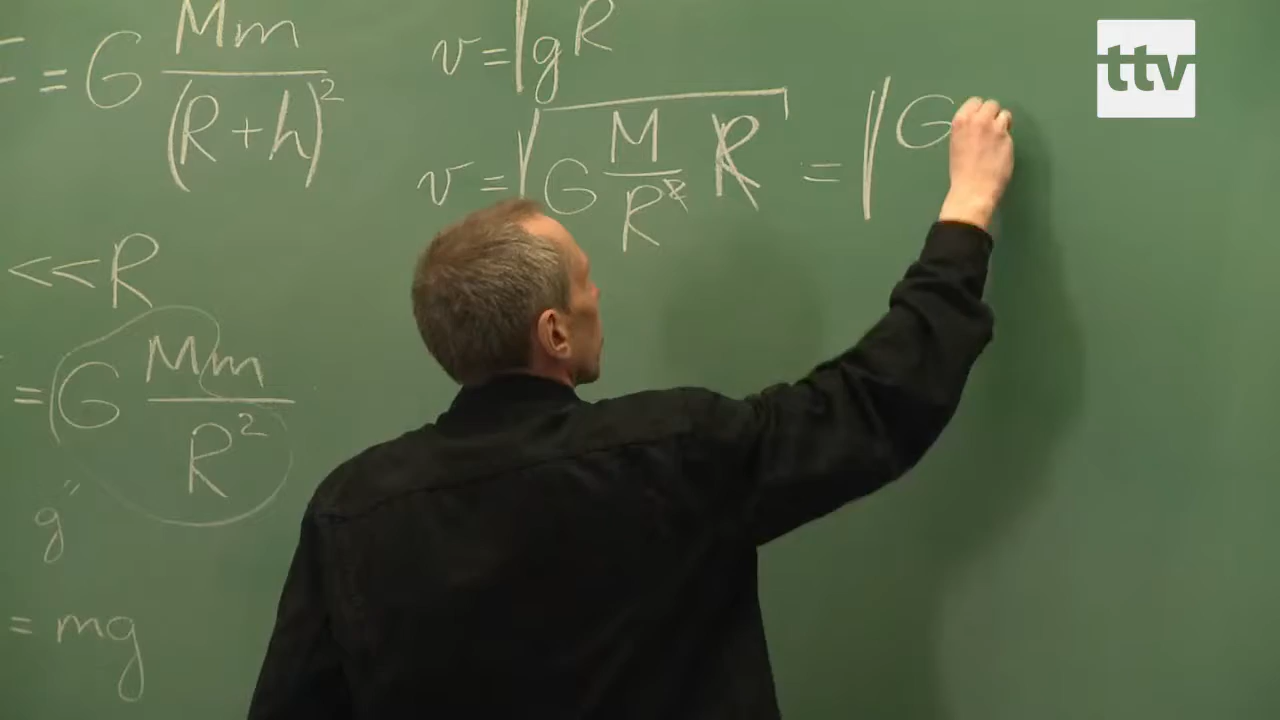 F = G Mm/(R+h)²
<<R
= G Mm/R²
g"
= mg
v = √gR
v = √(G M/R² R) = √G
ttv